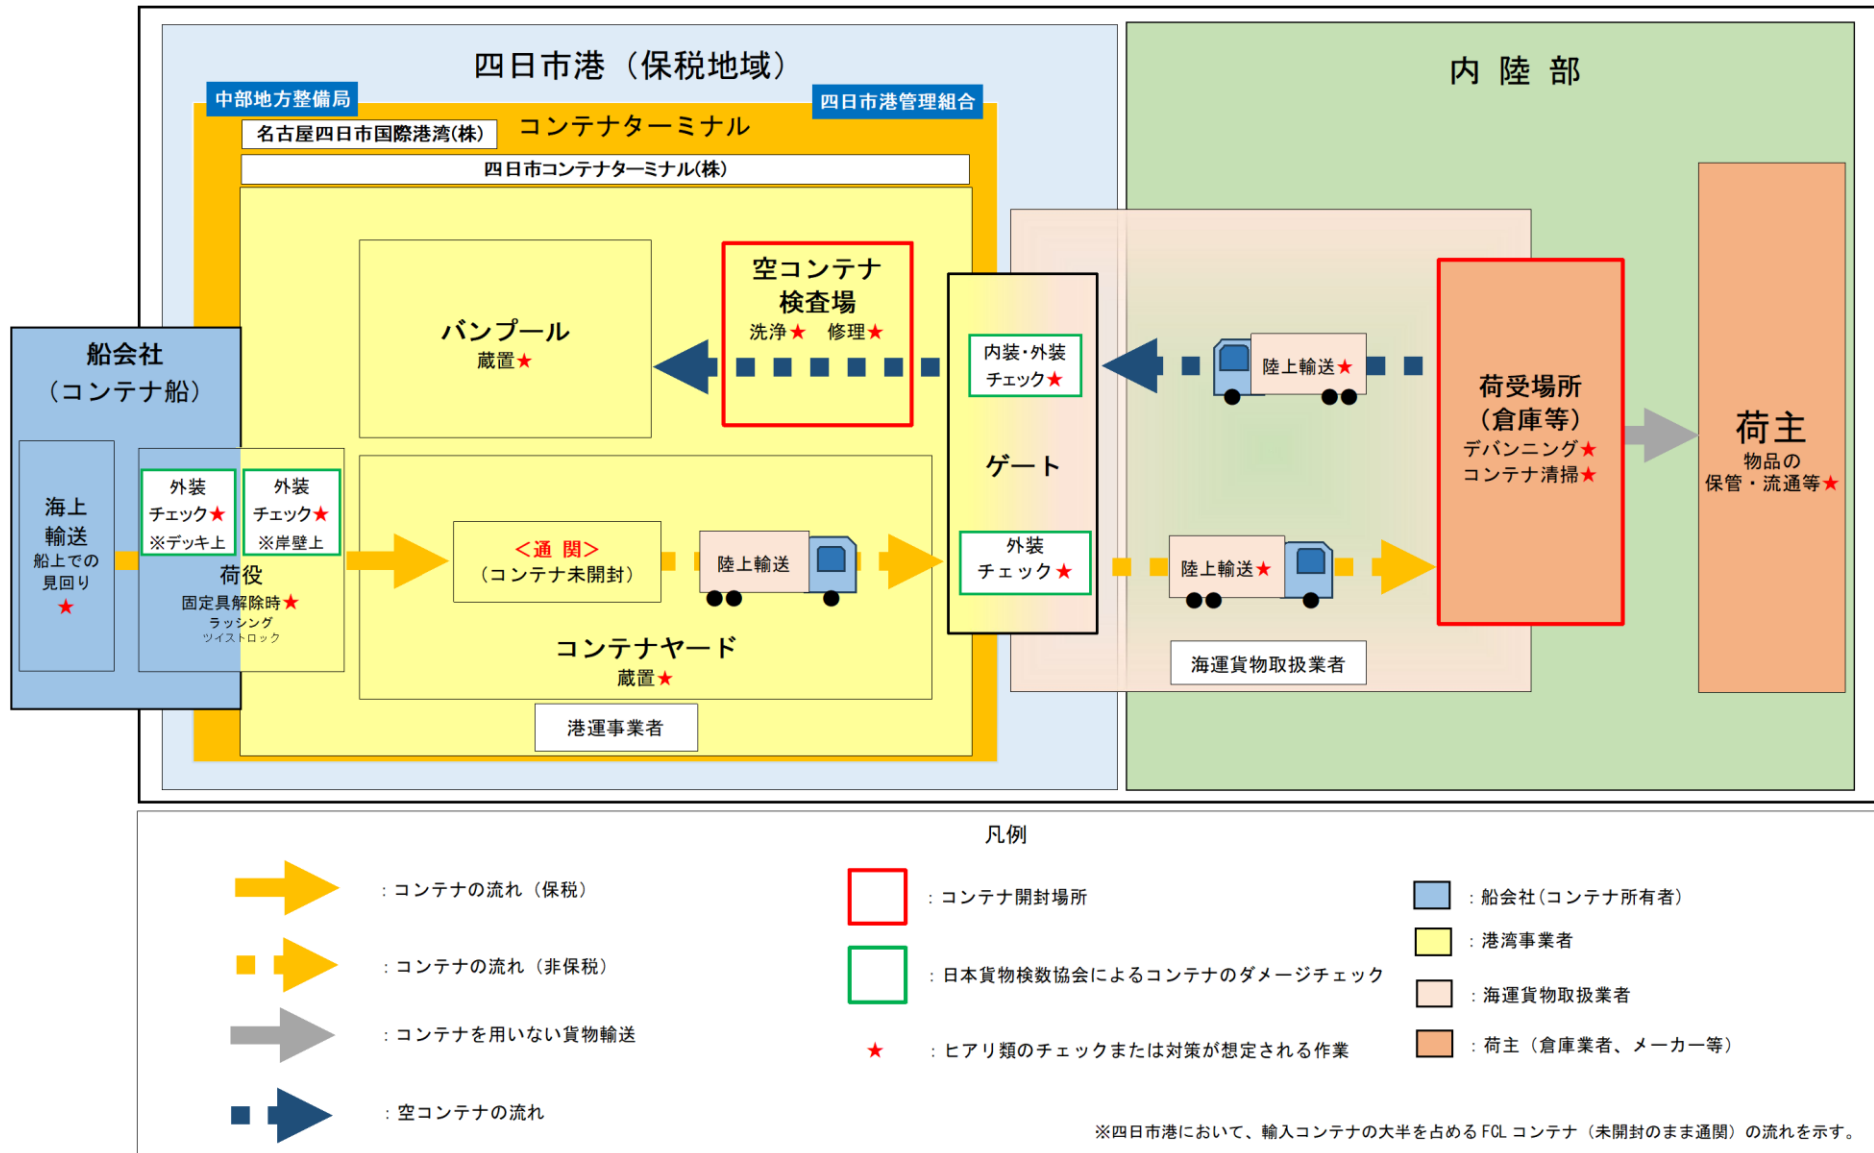 四日市港（保税地域）
内陸部
中部地方整備局
四日市港管理組合
名古屋四日市国際港湾(株)
コンテナターミナル
四日市コンテナターミナル(株)
船会社
（コンテナ船）
海上
輸送
船上での
見回り
★
外装
チェック★
※デッキ上
外装
チェック★
※岸壁上
荷役
固定具解除時★
ラッシング
ツイストロック
バンプール
蔵置★
空コンテナ
検査場
洗浄★　修理★
＜通 関＞
（コンテナ未開封）
陸上輸送
コンテナヤード
蔵置★
港運事業者
内装・外装
チェック★
ゲート
外装
チェック★
陸上輸送★
陸上輸送★
海運貨物取扱業者
荷受場所
（倉庫等）
デバンニング★
コンテナ清掃★
荷主
物品の
保管・流通等★
凡例
：コンテナの流れ（保税）
：コンテナの流れ（非保税）
：コンテナを用いない貨物輸送
：空コンテナの流れ
：コンテナ開封場所
：日本貨物検数協会によるコンテナのダメージチェック
★ ：ヒアリ類のチェックまたは対策が想定される作業
：船会社(コンテナ所有者)
：港湾事業者
：海運貨物取扱業者
：荷主（倉庫業者、メーカー等）
※四日市港において、輸入コンテナの大半を占める FCL コンテナ（未開封のまま通関）の流れを示す。